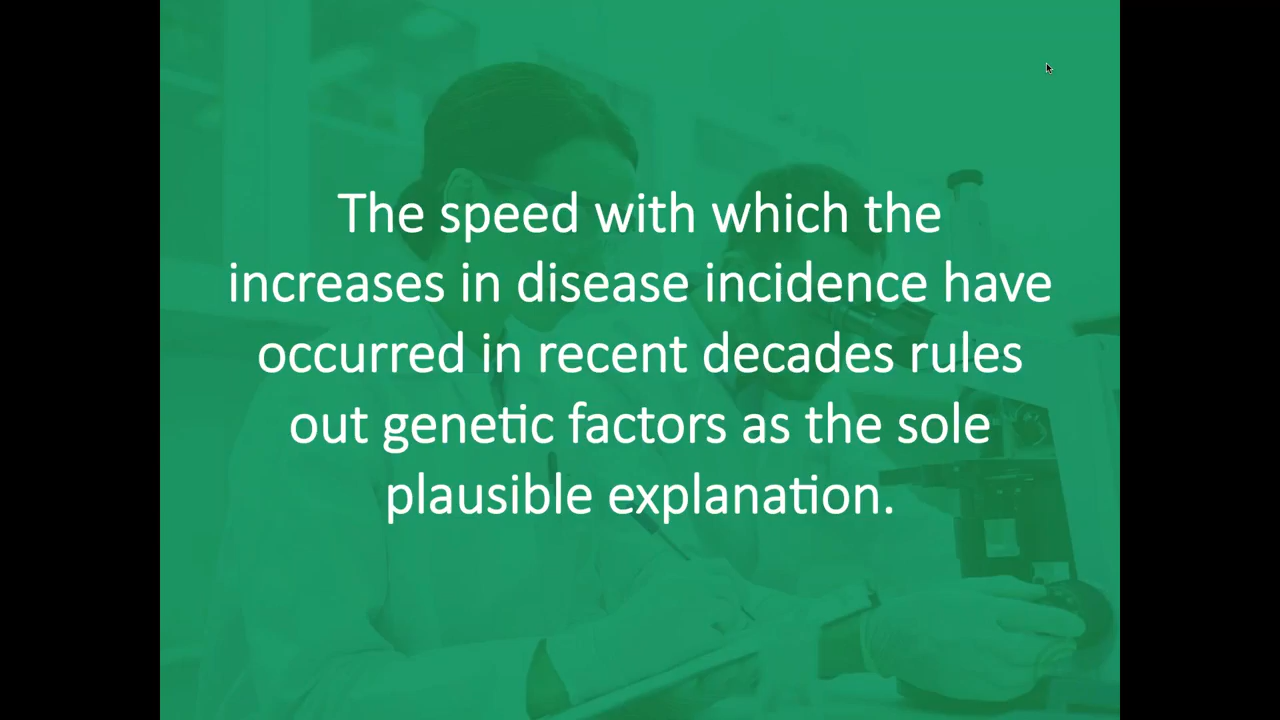 The speed with which the
increases in disease incidence have
occurred in recent decades rules
out genetic factors as the sole
plausible explanation.